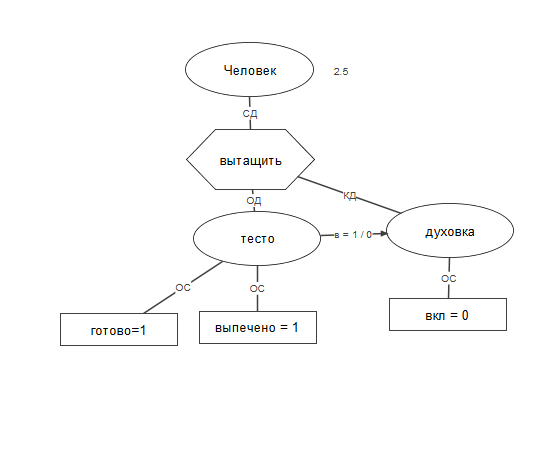 Человек
2.5
СД
вытащить
ОД
КД
тесто
в = 1 / 0
духовка
ОС
ОС
ОС
готово=1
выпечено = 1
вкл = 0